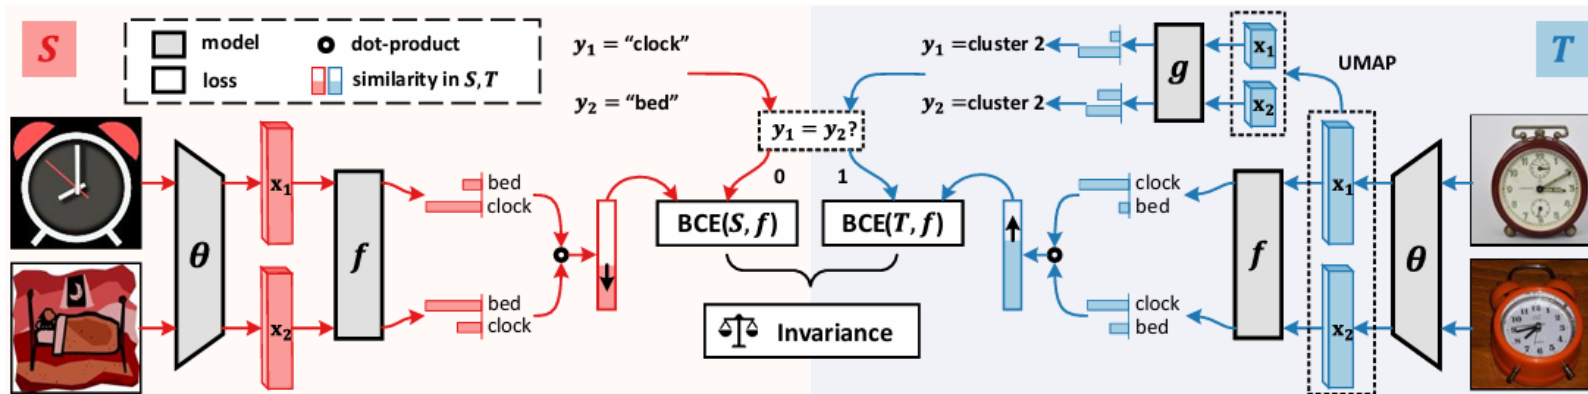 S
model
loss
dot-product
similarity in S, T
y₁ = “clock”
y₂ = “bed”
y₁ = y₂?
0
1
θ
x₁
x₂
f
bed
clock
bed
clock
BCE(S, f)
BCE(T, f)
Invariance
T
UMAP
y₁ =cluster 2
y₂ =cluster 2
g
x₁
x₂
clock
bed
clock
bed
f
x₁
x₂
θ